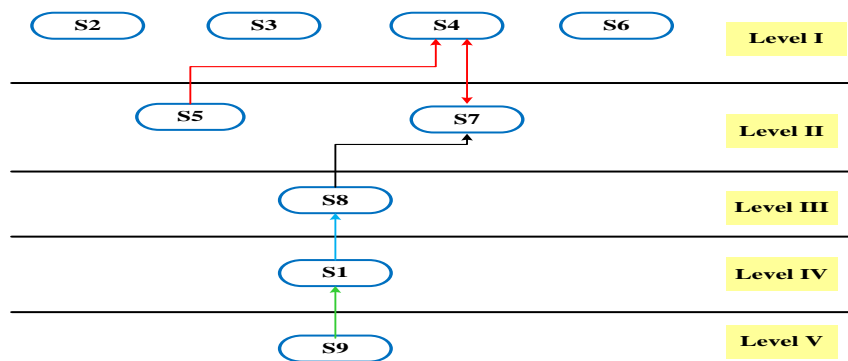 S2 S3 S4 S6 Level I
S5 S7 Level II
S8 Level III
S1 Level IV
S9 Level V